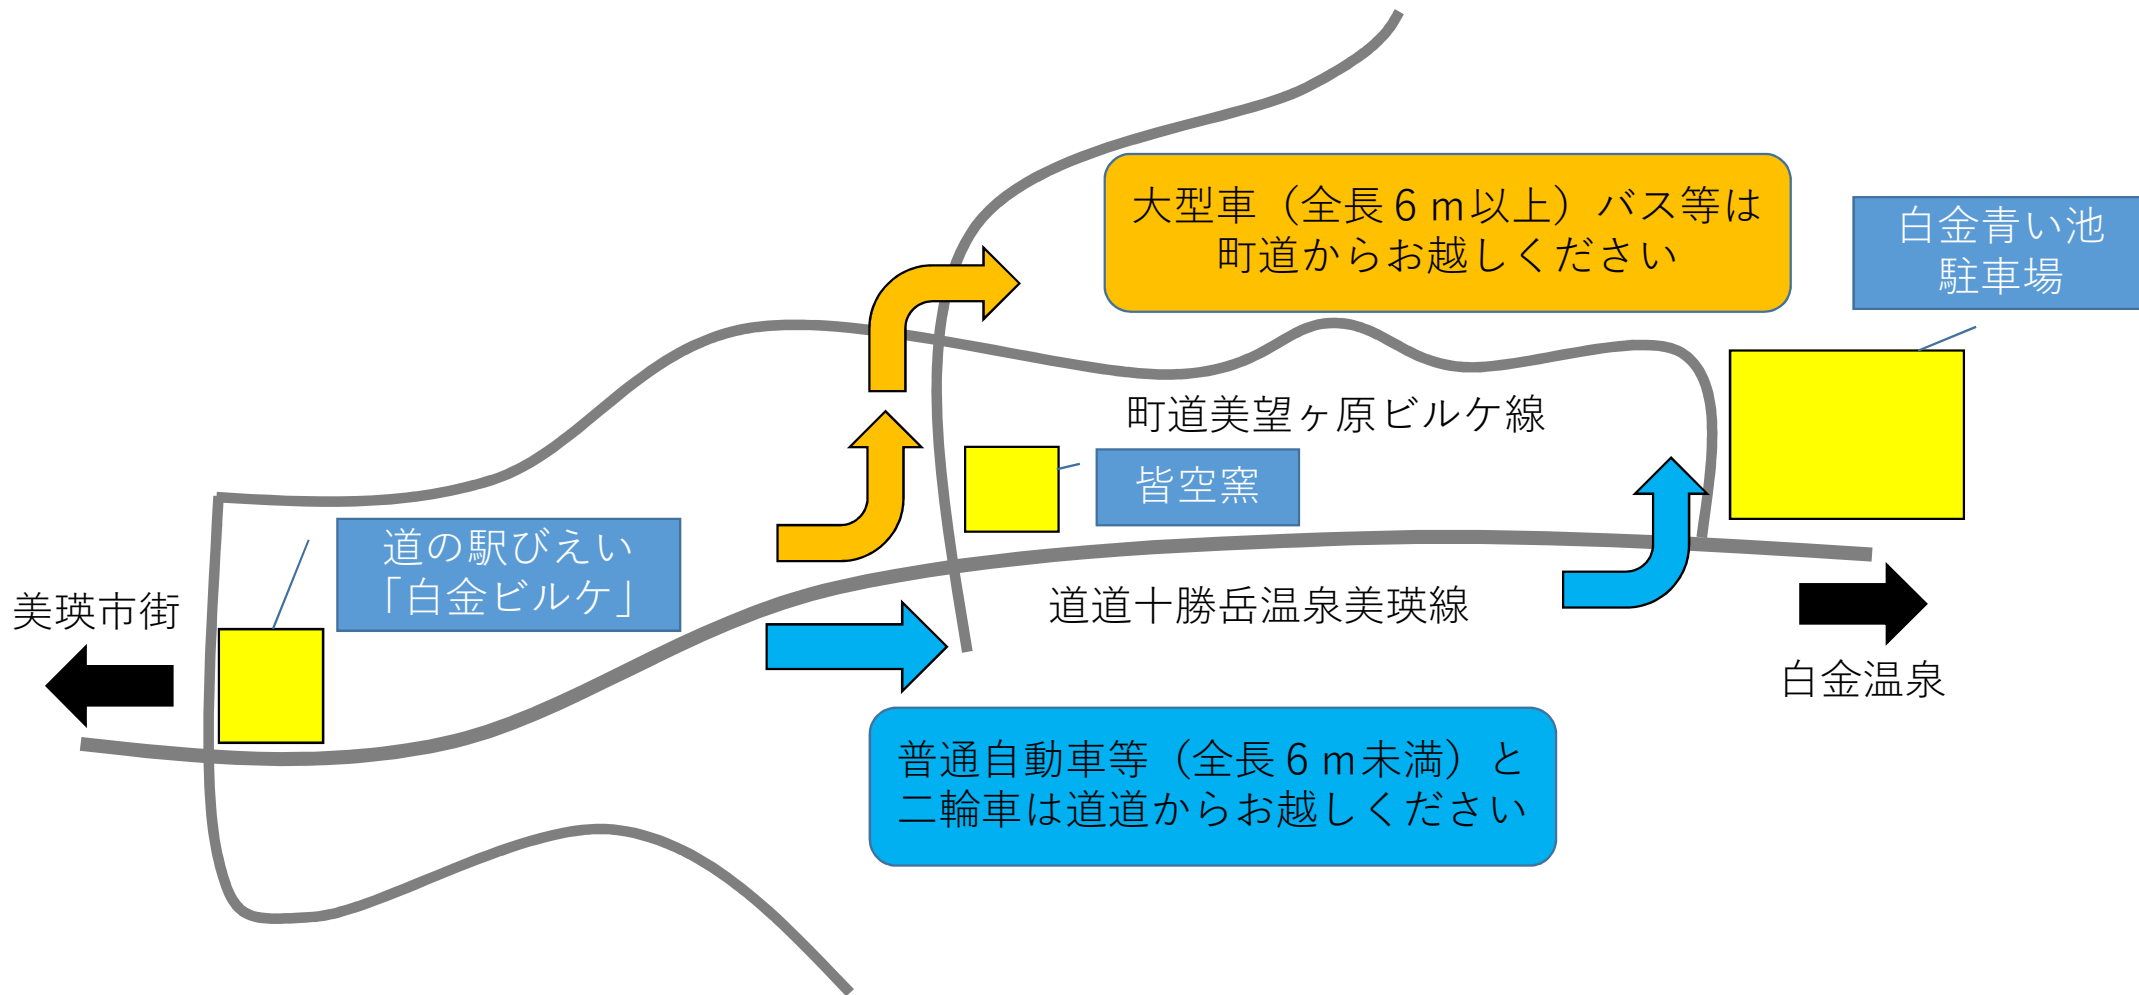 大型車（全長６ｍ以上）バス等は
町道からお越しください
白金青い池
駐車場
町道美望ヶ原ビルケ線
皆空窯
道の駅びえい
「白金ビルケ」
美瑛市街
道道十勝岳温泉美瑛線
白金温泉
普通自動車等（全長６ｍ未満）と
二輪車は道道からお越しください